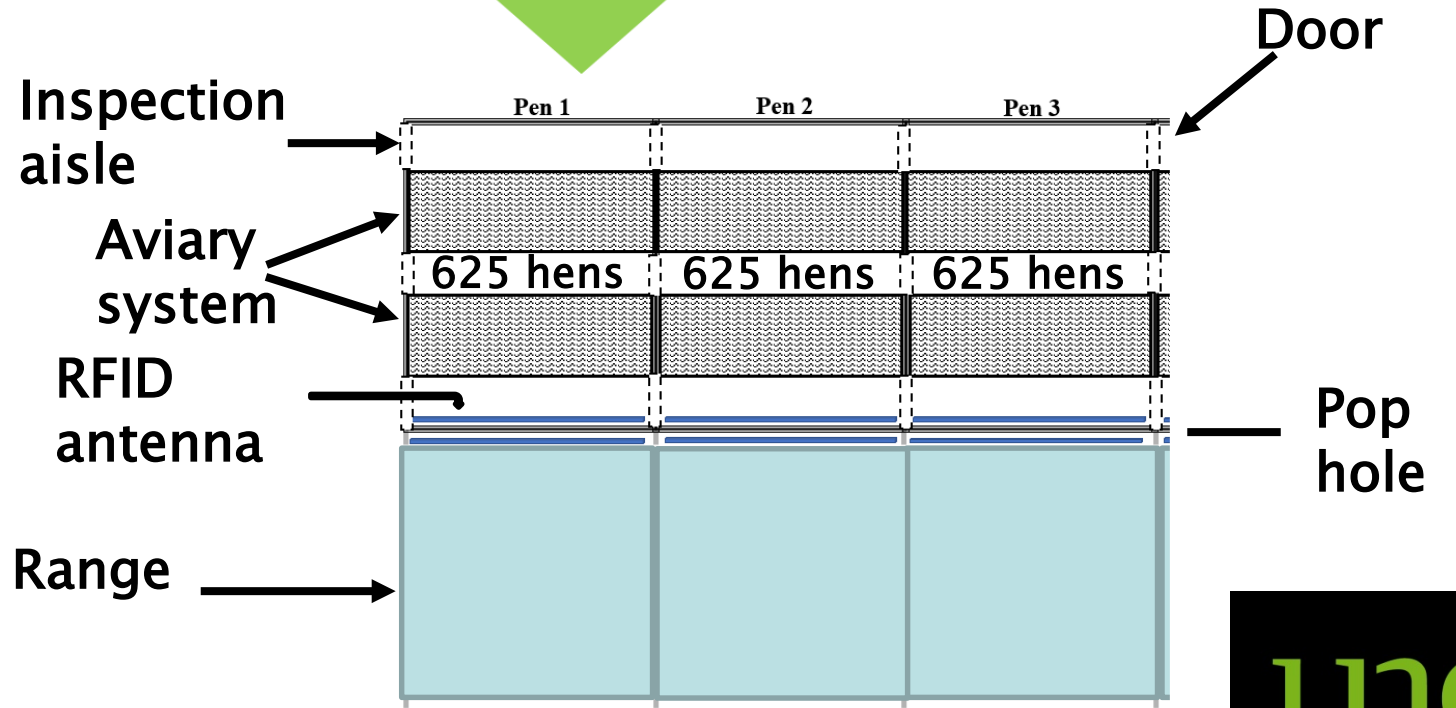 Door
Inspection
aisle
Pen 1 Pen 2 Pen 3
Aviary
system
625 hens 625 hens 625 hens
RFID
antenna
Pop
hole
Range